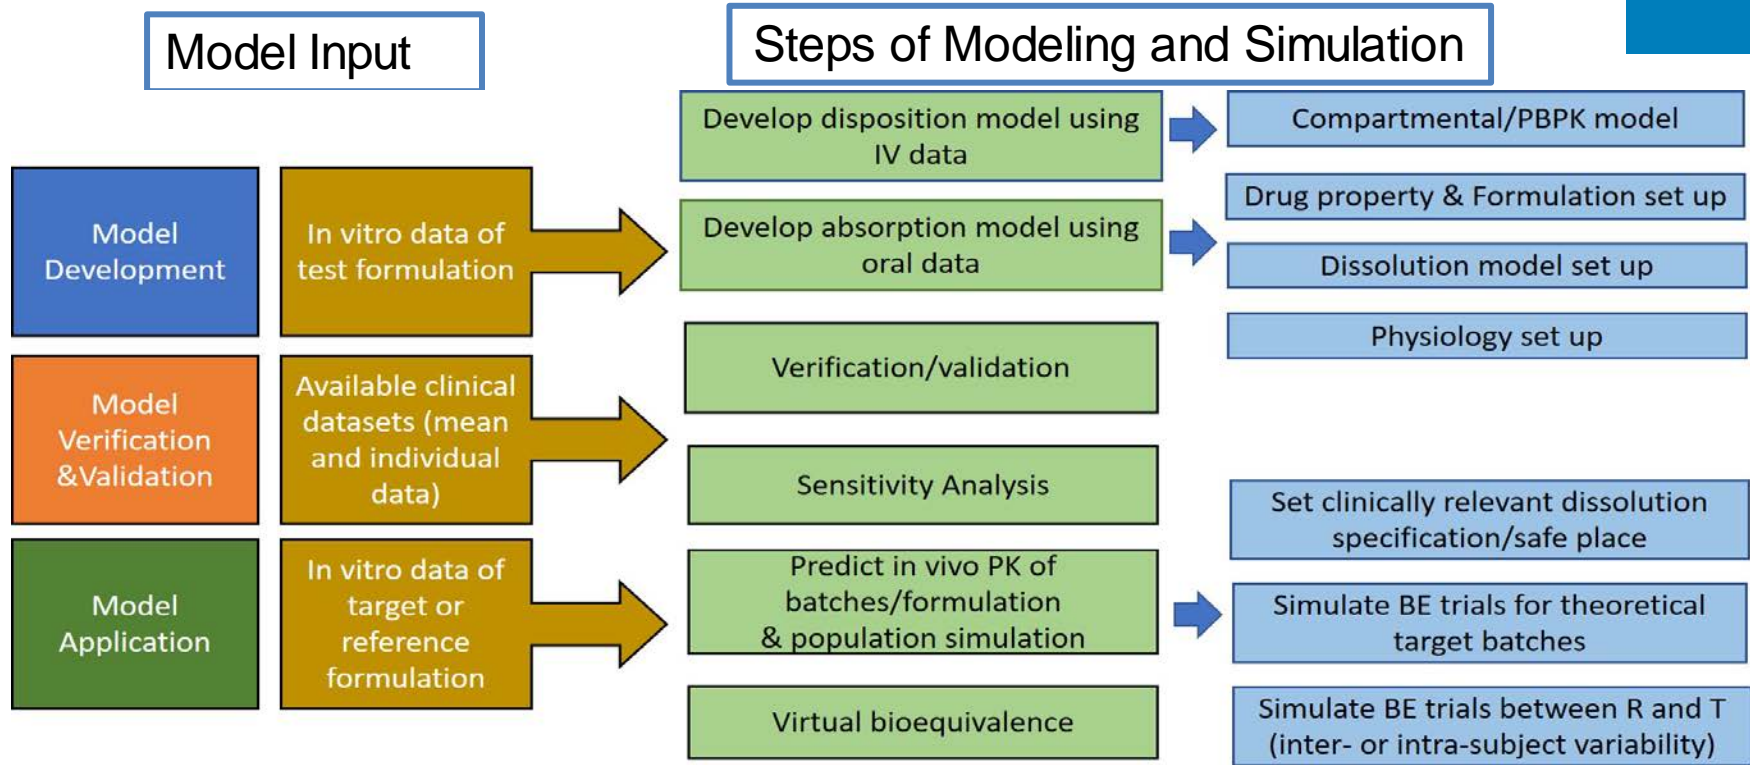 Model Input
Steps of Modeling and Simulation
Model
Development
In vitro data of
test formulation
Model
Verification
&Validation
Available clinical
datasets (mean
and individual
data)
Model
Application
In vitro data of
target or
reference
formulation
Develop disposition model using
IV data
Develop absorption model using
oral data
Verification/validation
Sensitivity Analysis
Predict in vivo PK of
batches/formulation
& population simulation
Virtual bioequivalence
Compartmental/PBPK model
Drug property & Formulation set up
Dissolution model set up
Physiology set up
Set clinically relevant dissolution
specification/safe place
Simulate BE trials for theoretical
target batches
Simulate BE trials between R and T
(inter- or intra-subject variability)